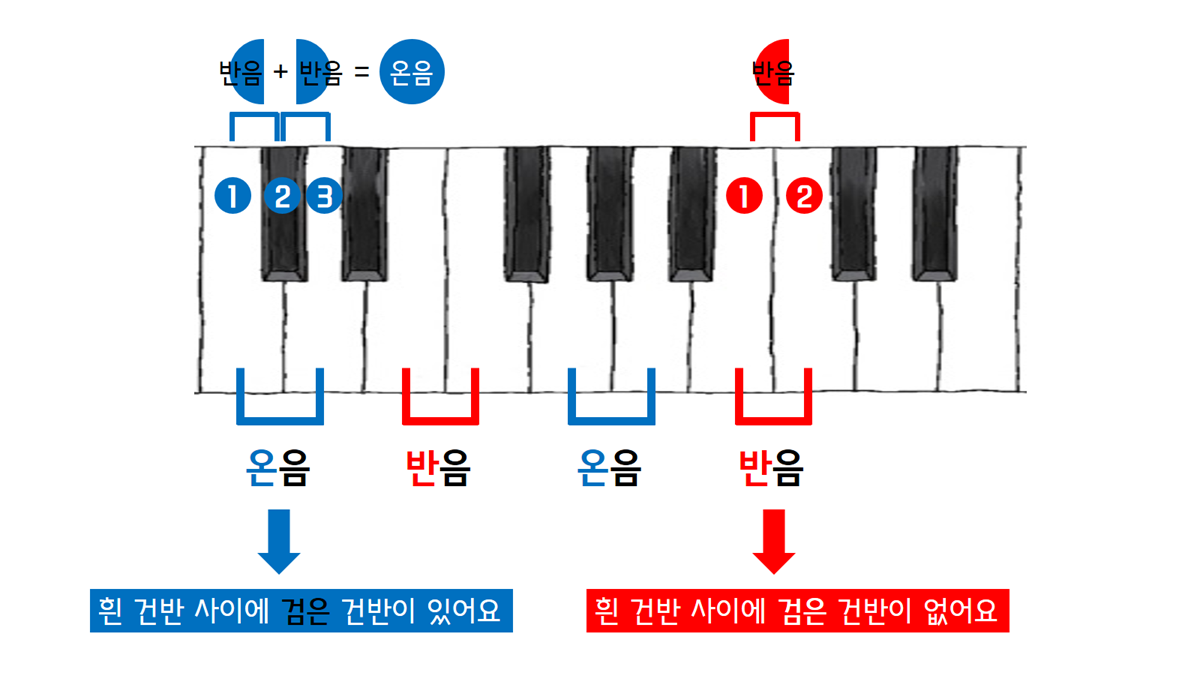 반음 + 반음 = 온음
반음
1 2 3
1 2
온음
반음
온음
반음
흰 건반 사이에 검은 건반이 있어요
흰 건반 사이에 검은 건반이 없어요